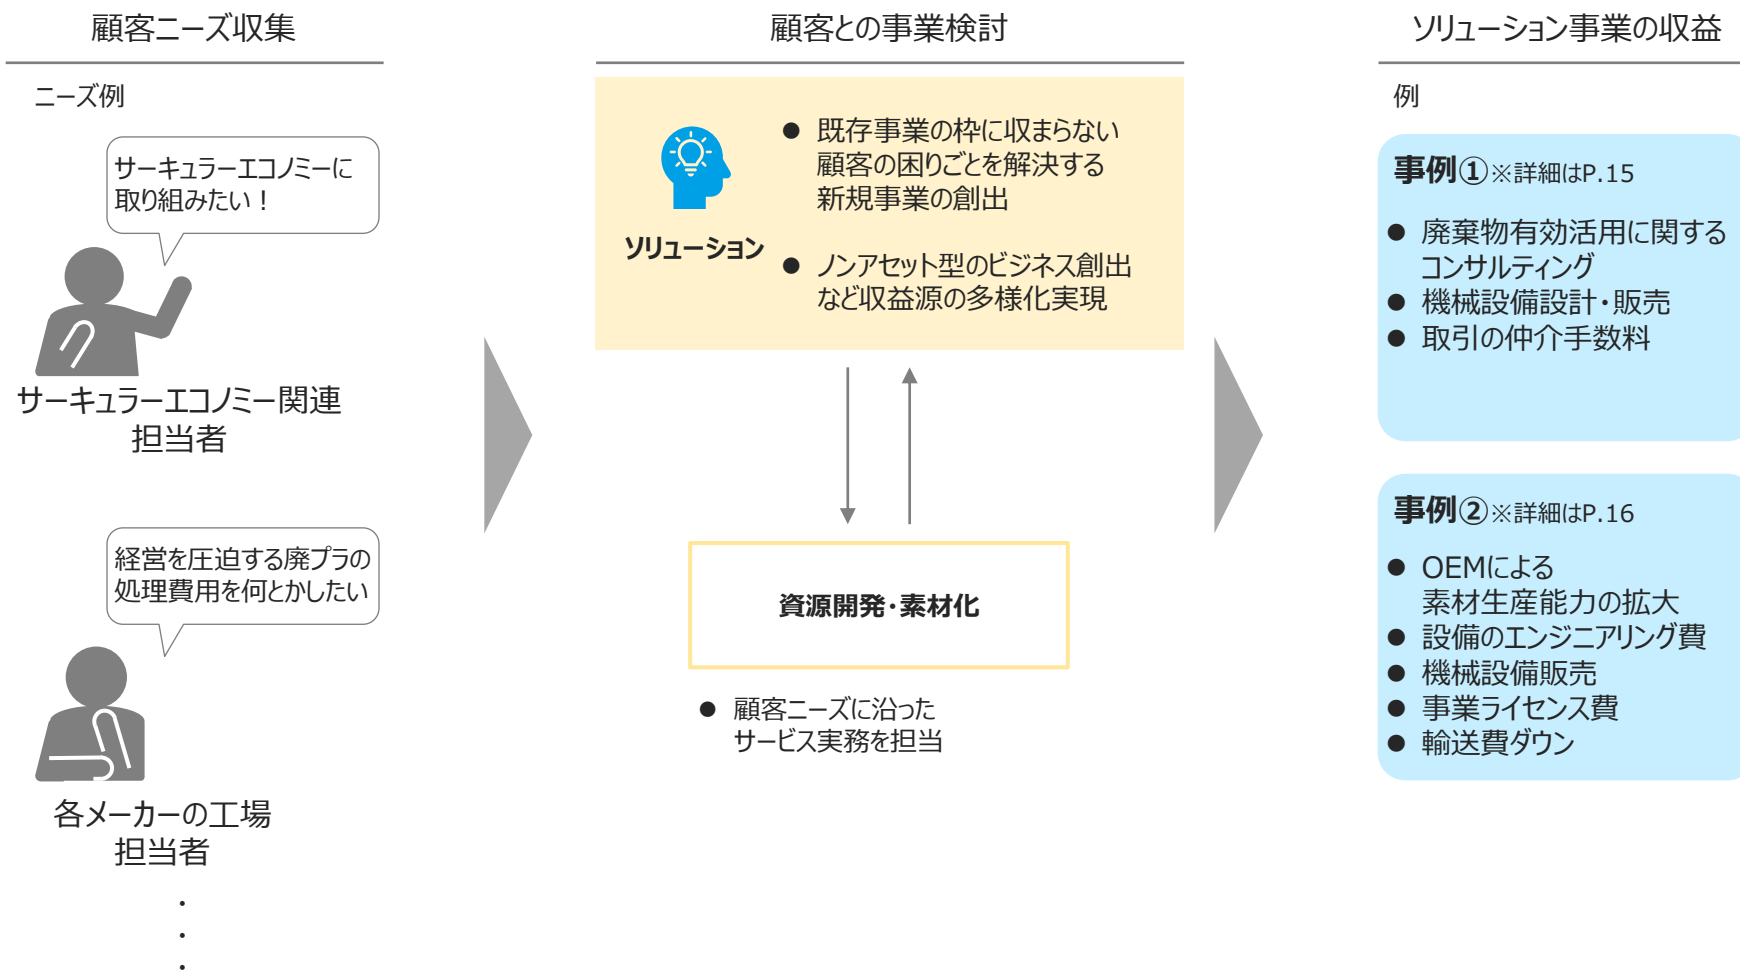 顧客ニーズ収集
ニーズ例
サーキュラーエコノミーに
取り組みたい！
サーキュラーエコノミー関連
担当者
経営を圧迫する廃プラの
処理費用を何とかしたい
各メーカーの工場
担当者
・
・
・
顧客との事業検討
ソリューション
● 既存事業の枠に収まらない
顧客の困りごとを解決する
新規事業の創出
● ノンアセット型のビジネス創出
など収益源の多様化実現
資源開発・素材化
● 顧客ニーズに沿った
サービス実務を担当
ソリューション事業の収益
例
事例①※詳細はP.15
● 廃棄物有効活用に関する
コンサルティング
● 機械設備設計・販売
● 取引の仲介手数料
事例②※詳細はP.16
● OEMによる
素材生産能力の拡大
● 設備のエンジニアリング費
● 機械設備販売
● 事業ライセンス費
● 輸送費ダウン